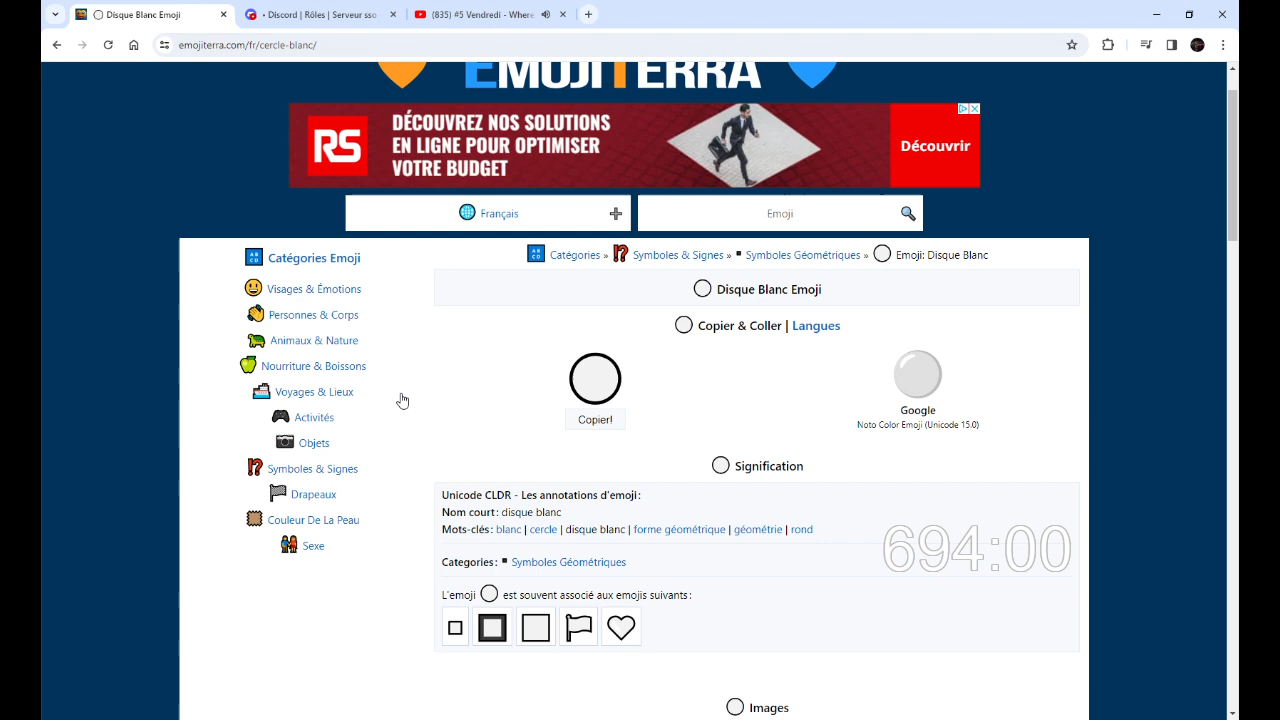 Disque Blanc Emoji
• Discord | Rôles | Serveur sso
(835) #5 Vendredi - Where
emojiterra.com/fr/cercle-blanc/
EMOJITERRA
RS
DÉCOUVREZ NOS SOLUTIONS
EN LIGNE POUR OPTIMISER
VOTRE BUDGET
Découvrir
Français
Emoji
Catégories Emoji
Visages & Émotions
Personnes & Corps
Animaux & Nature
Nourriture & Boissons
Voyages & Lieux
Activités
Objets
Symboles & Signes
Drapeaux
Couleur De La Peau
Sexe
Catégories » Symboles & Signes » Symboles Géométriques » Emoji: Disque Blanc
Disque Blanc Emoji
Copier & Coller | Langues
Copier!
Google
Noto Color Emoji (Unicode 15.0)
Signification
Unicode CLDR - Les annotations d'emoji:
Nom court: disque blanc
Mots-clés: blanc | cercle | disque blanc | forme géométrique | géométrie | rond
694:00
Categories: Symboles Géométriques
L'emoji est souvent associé aux emojis suivants:
Images